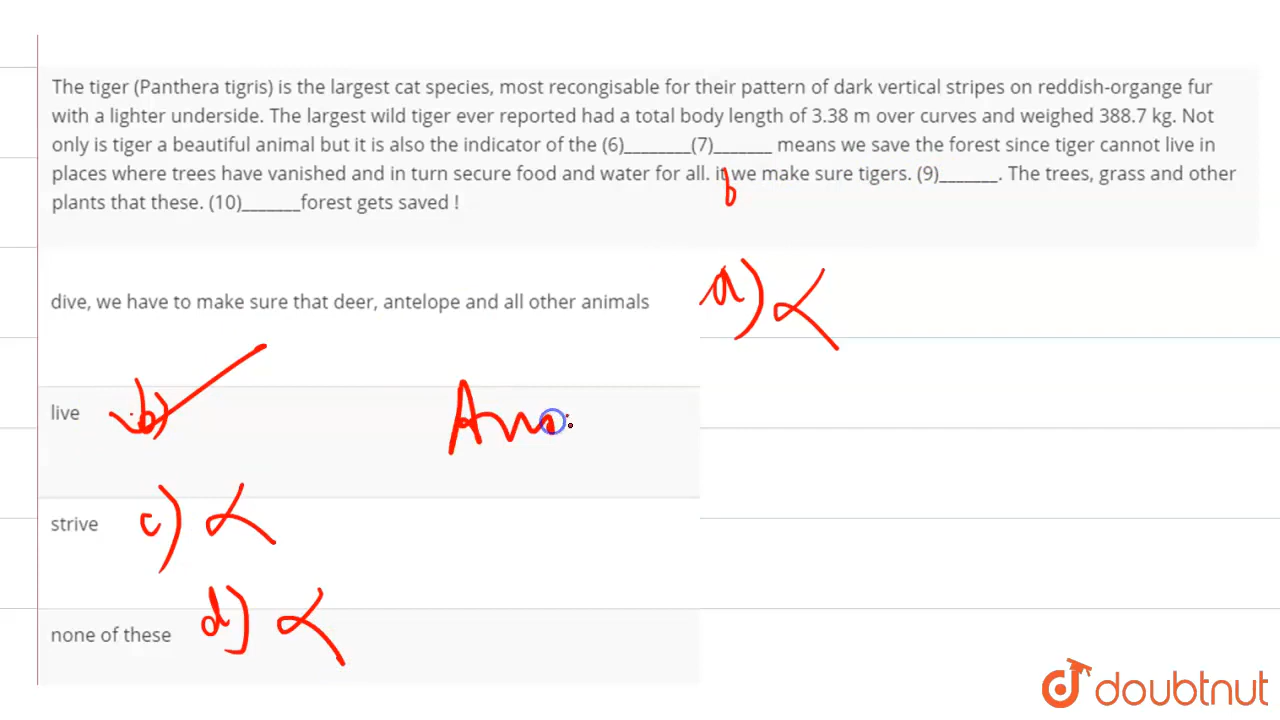 The tiger (Panthera tigris) is the largest cat species, most recongisable for their pattern of dark vertical stripes on reddish-organge fur
with a lighter underside. The largest wild tiger ever reported had a total body length of 3.38 m over curves and weighed 388.7 kg. Not
only is tiger a beautiful animal but it is also the indicator of the (6)________(7)_______ means we save the forest since tiger cannot live in
places where trees have vanished and in turn secure food and water for all. it we make sure tigers. (9)_______. The trees, grass and other
b
plants that these. (10)_______forest gets saved !
dive, we have to make sure that deer, antelope and all other animals
a)
live b)
Ans:
strive c)
none of these d)
doubtnut